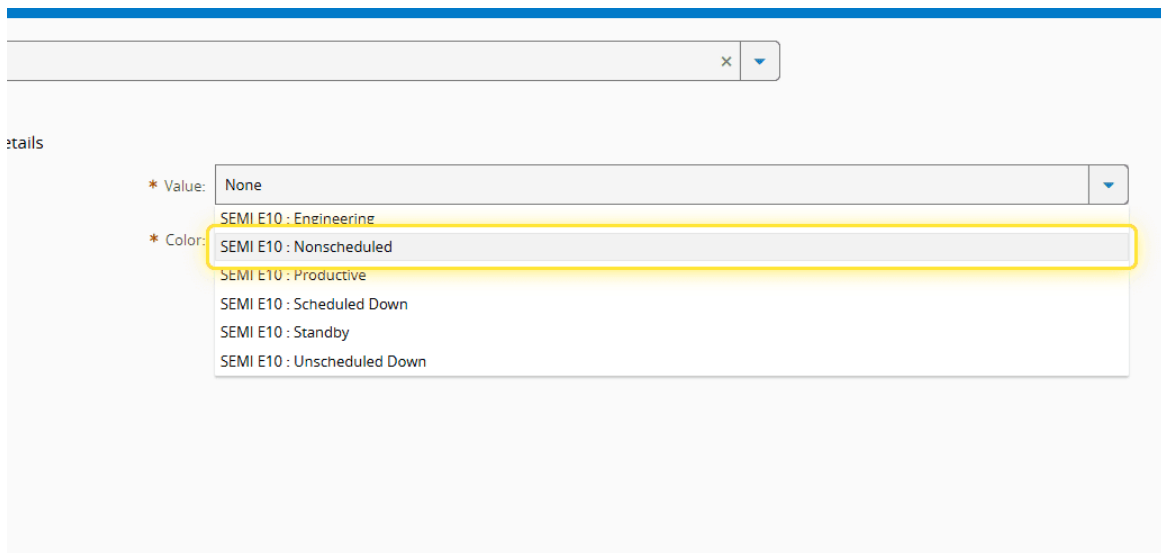 etails
* Value: None
SEMI E10 : Engineering
* Color:
SEMI E10 : Nonscheduled
SEMI E10 : Productive
SEMI E10 : Scheduled Down
SEMI E10 : Standby
SEMI E10 : Unscheduled Down